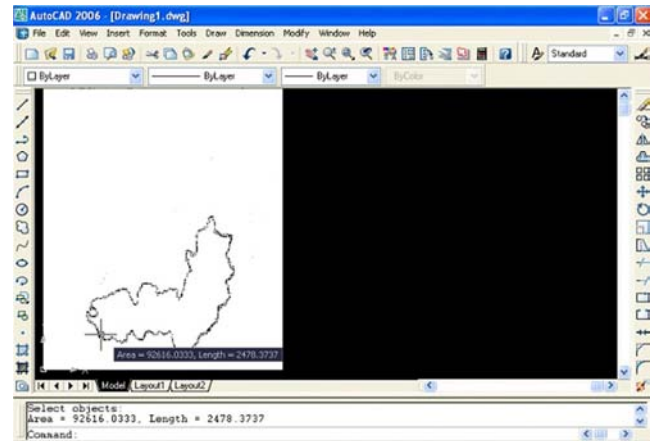 AutoCAD 2006 - [Drawing1.dwg]
File Edit View Insert Format Tools Draw Dimension Modify Window Help
Standard
ByLayer ByLayer ByLayer ByColor
Area = 92616.0333, Length = 2478.3737
Model Layout1 Layout2
Select objects:
Area = 92616.0333, Length = 2478.3737
Command: